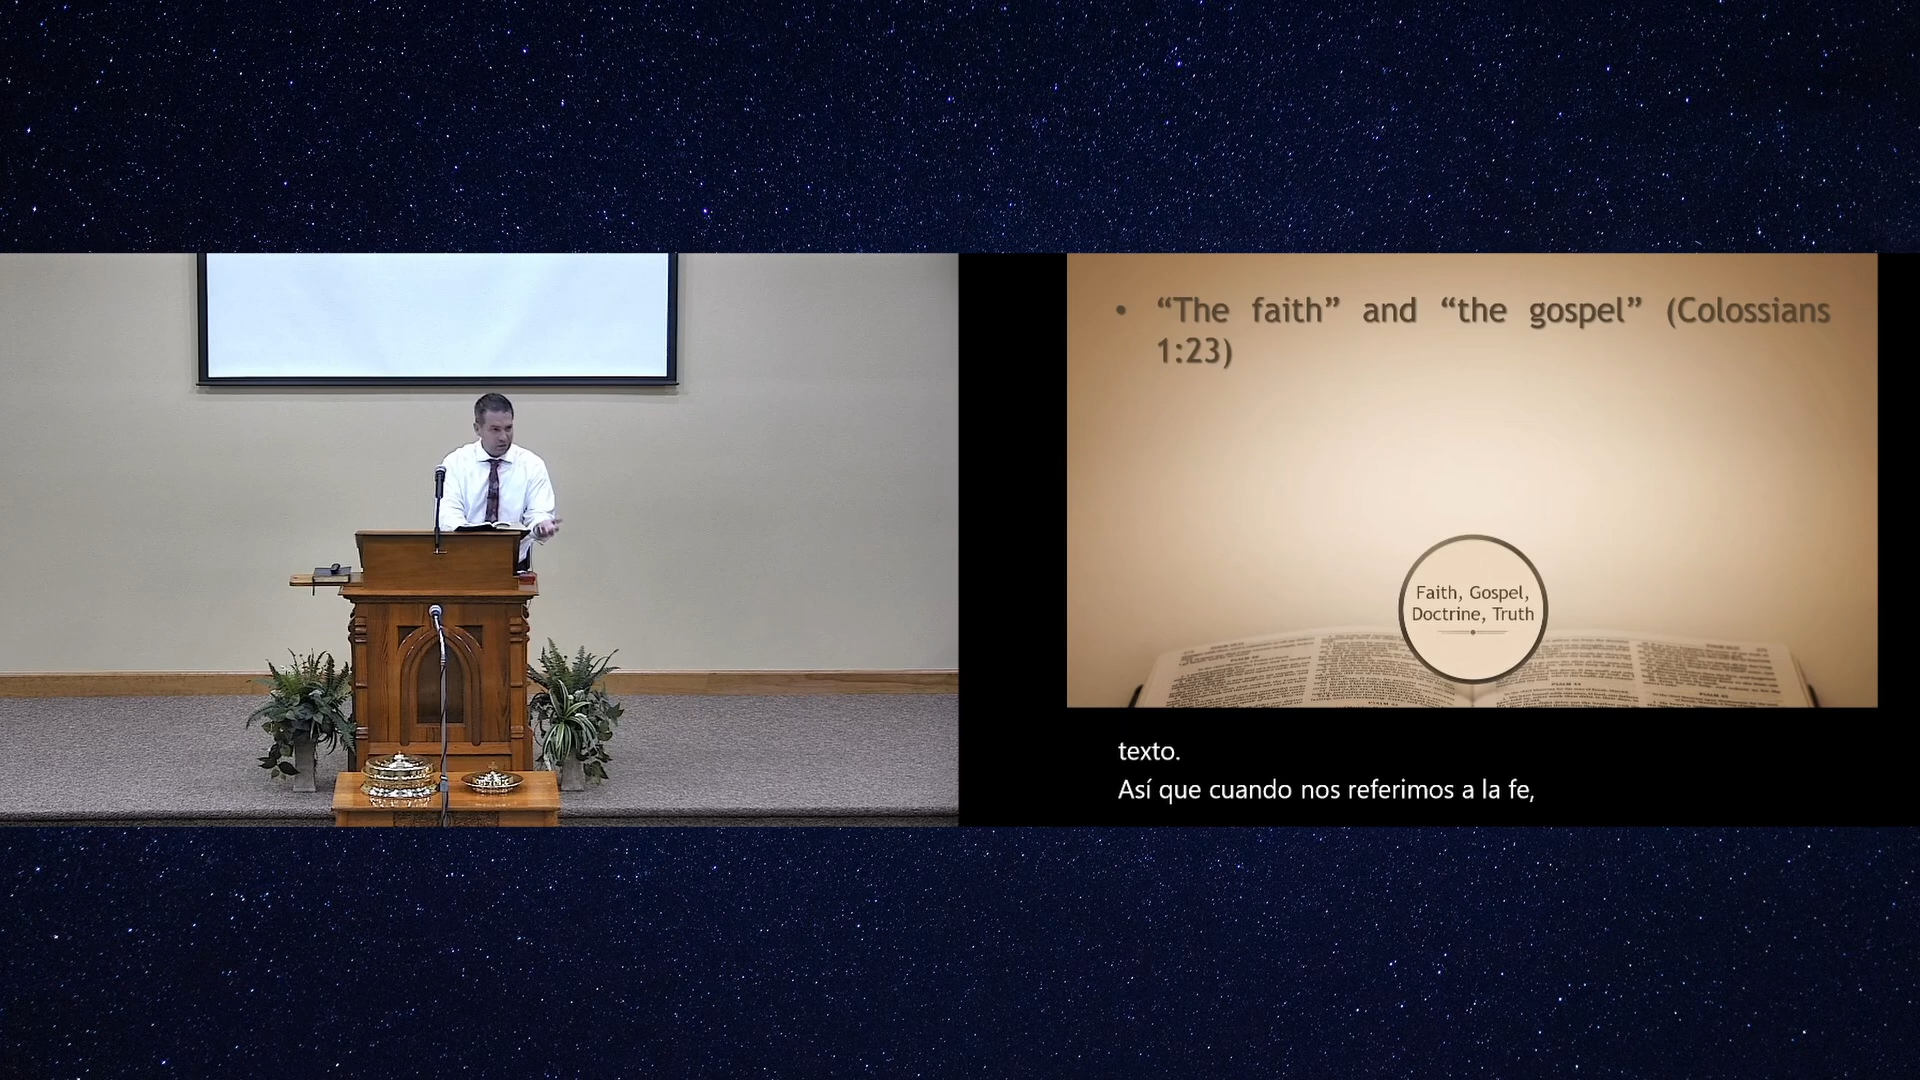 • “The faith” and “the gospel” (Colossians
1:23)
Faith, Gospel,
Doctrine, Truth
texto.
Así que cuando nos referimos a la fe,